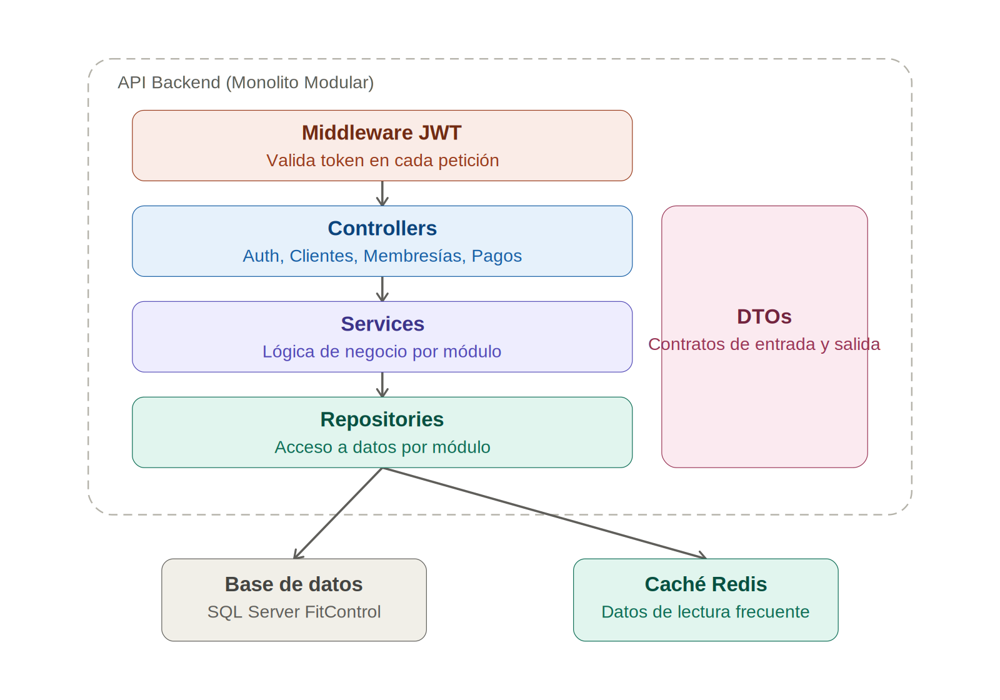 API Backend (Monolito Modular)
Middleware JWT
Valida token en cada petición
Controllers
Auth, Clientes, Membresías, Pagos
Services
Lógica de negocio por módulo
DTOs
Contratos de entrada y salida
Repositories
Acceso a datos por módulo
Base de datos
SQL Server FitControl
Caché Redis
Datos de lectura frecuente